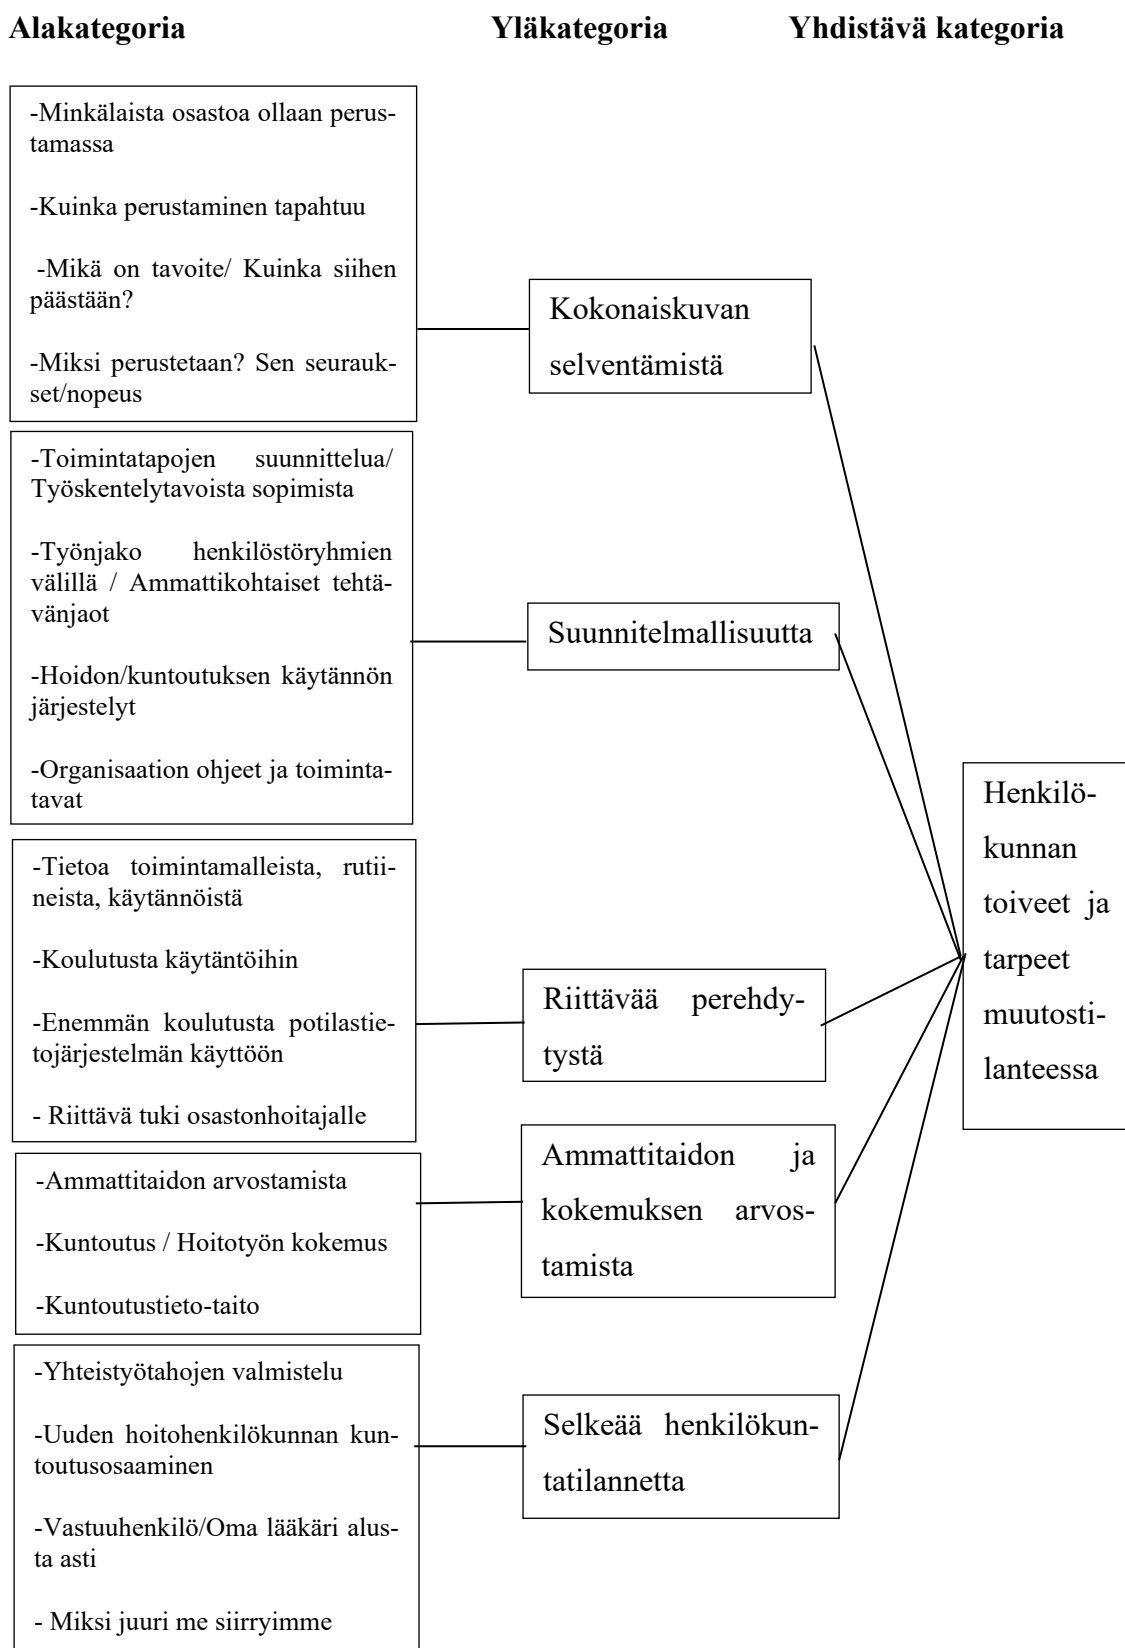 Alakategoria
Yläkategoria
Yhdistävä kategoria
-Minkälaista osastoa ollaan perus-
tamassa
-Kuinka perustaminen tapahtuu
-Mikä on tavoite/ Kuinka siihen
päästään?
-Miksi perustetaan? Sen seurauk-
set/nopeus
Kokonaiskuvan
selventämistä
-Toimintatapojen suunnittelua/
Työskentelytavoista sopimista
-Työnjako henkilöstöryhmien
välillä / Ammattikohtaiset tehtä-
vänjaot
-Hoidon/kuntoutuksen käytännön
järjestelyt
-Organisaation ohjeet ja toiminta-
tavat
Suunnitelmallisuutta
-Tietoa toimintamalleista, rutii-
neista, käytännöistä
-Koulutusta käytäntöihin
-Enemmän koulutusta potilastie-
tojärjestelmän käyttöön
- Riittävä tuki osastonhoitajalle
Riittävää perehdy-
tystä
-Ammattitaidon arvostamista
-Kuntoutus / Hoitotyön kokemus
-Kuntoutustieto-taito
Ammattitaidon ja
kokemuksen arvos-
tamista
-Yhteistyötahojen valmistelu
-Uuden hoitohenkilökunnan kun-
toutusosaaminen
-Vastuuhenkilö/Oma lääkäri alus-
ta asti
- Miksi juuri me siirryimme
Selkeää henkilökun-
tatilannetta
Henkilö-
kunnan
toiveet ja
tarpeet
muutosti-
lanteessa